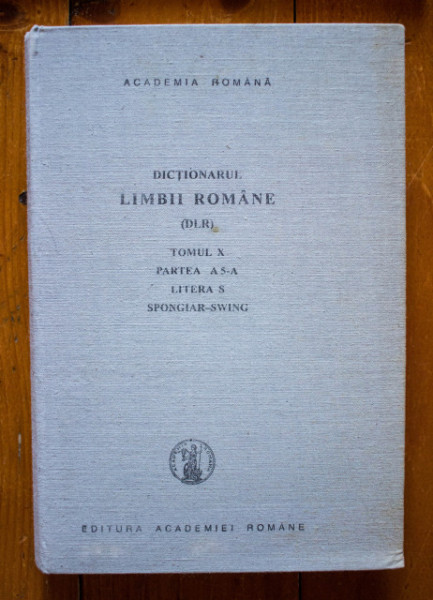 ACADEMIA ROMÂNĂ
DICȚIONARUL
LIMBII ROMÂNE
(DLR)
TOMUL X
PARTEA A 5-A
LITERA S
SPONGIAR–SWING
EDITURA ACADEMIEI ROMÂNE